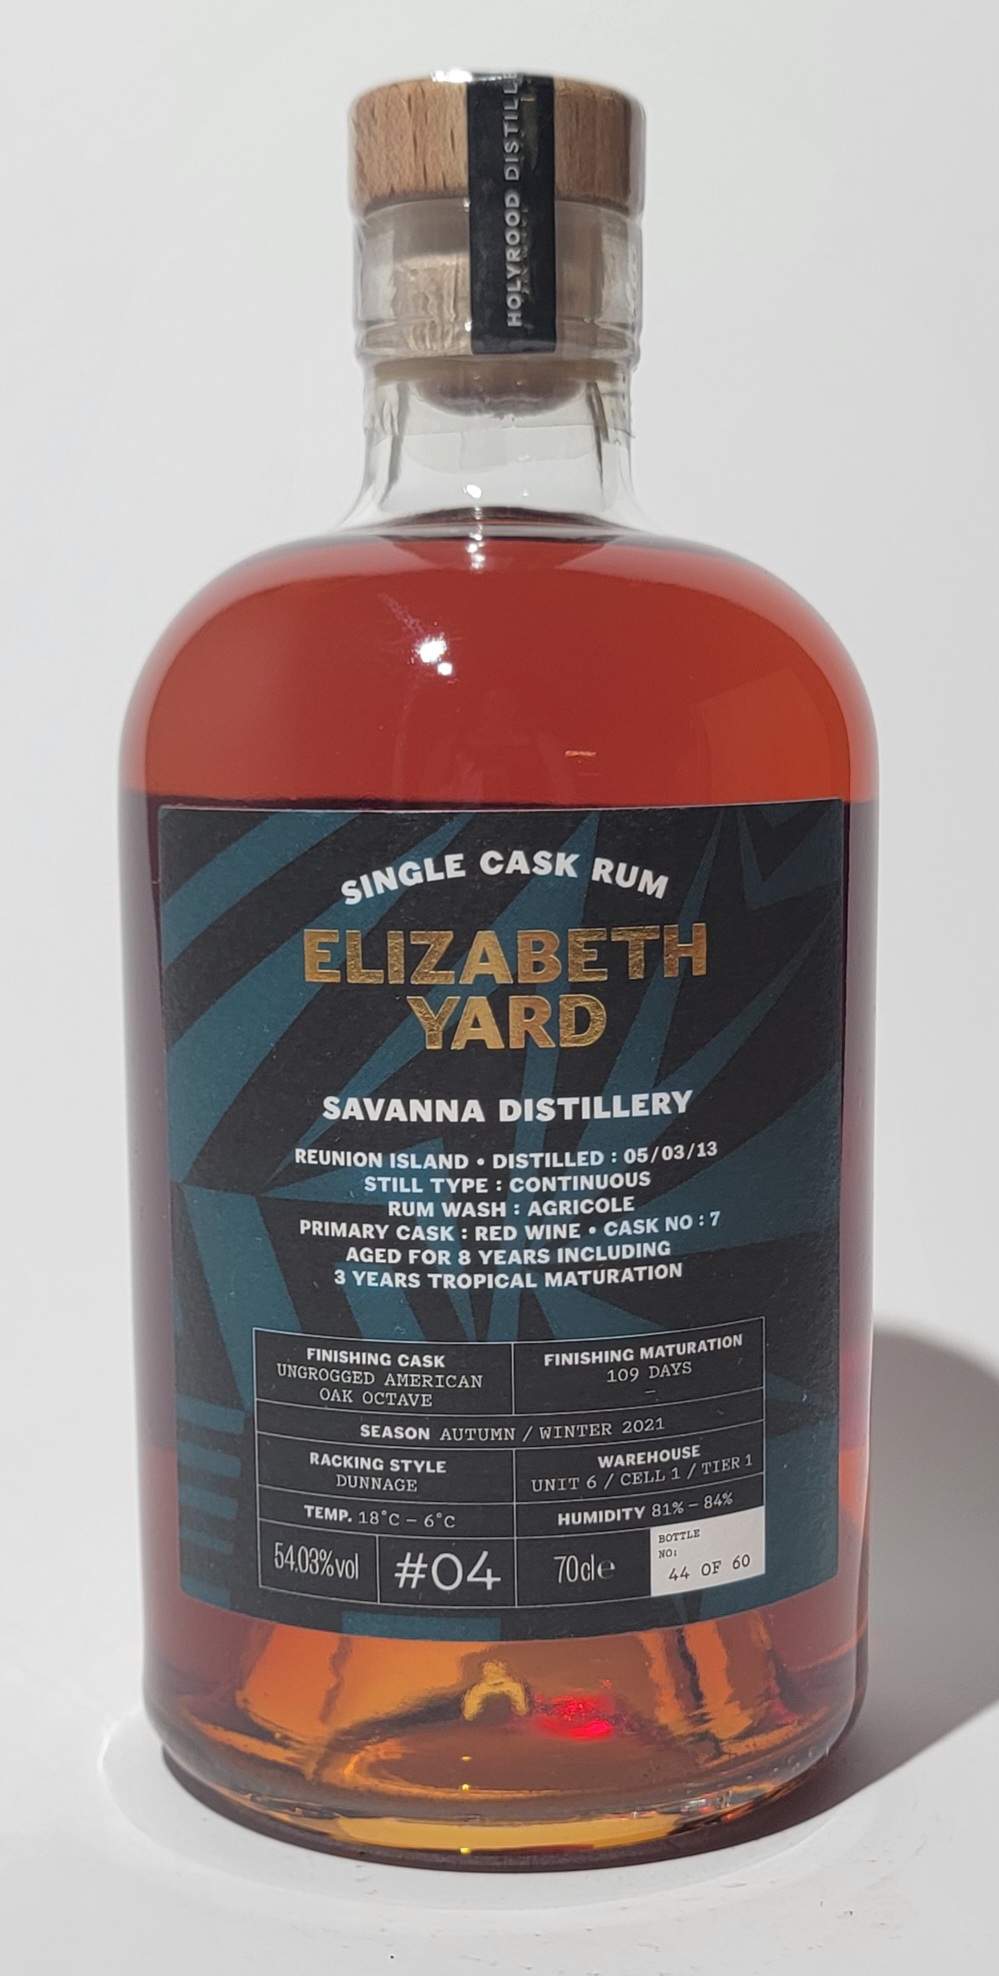 HOLYROOD DISTILLE
SINGLE CASK RUM
ELIZABETH
YARD
SAVANNA DISTILLERY
REUNION ISLAND • DISTILLED : 05/03/13
STILL TYPE : CONTINUOUS
RUM WASH : AGRICOLE
PRIMARY CASK : RED WINE • CASK NO : 7
AGED FOR 8 YEARS INCLUDING
3 YEARS TROPICAL MATURATION
FINISHING CASK
UNGROGGED AMERICAN
OAK OCTAVE
FINISHING MATURATION
109 DAYS
–
SEASON AUTUMN / WINTER 2021
RACKING STYLE
DUNNAGE
WAREHOUSE
UNIT 6 / CELL 1 / TIER 1
TEMP. 18°C – 6°C
HUMIDITY 81% – 84%
54.03%vol
#04
70cl℮
BOTTLE
NO:
44 OF 60